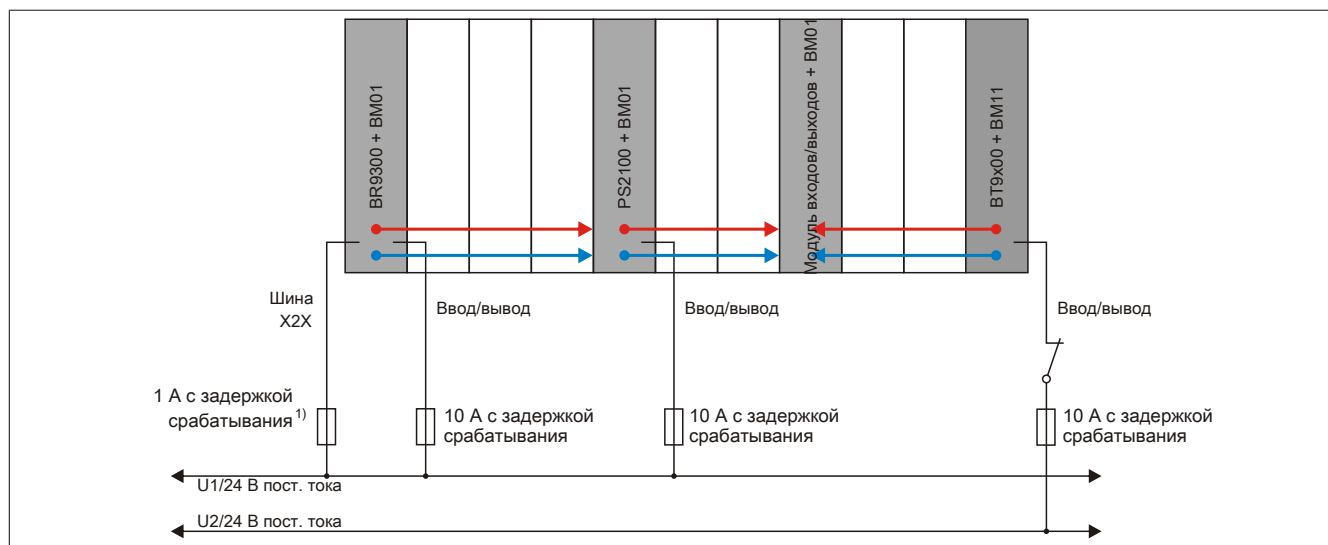 BR9300 + BM01
PS2100 + BM01
Модуль входов/выходов + BM01
BT9x00 + BM11
Шина
X2X
Ввод/вывод
Ввод/вывод
Ввод/вывод
1 А с задержкой
срабатывания 1)
10 А с задержкой
срабатывания
10 А с задержкой
срабатывания
10 А с задержкой
срабатывания
U1/24 В пост. тока
U2/24 В пост. тока